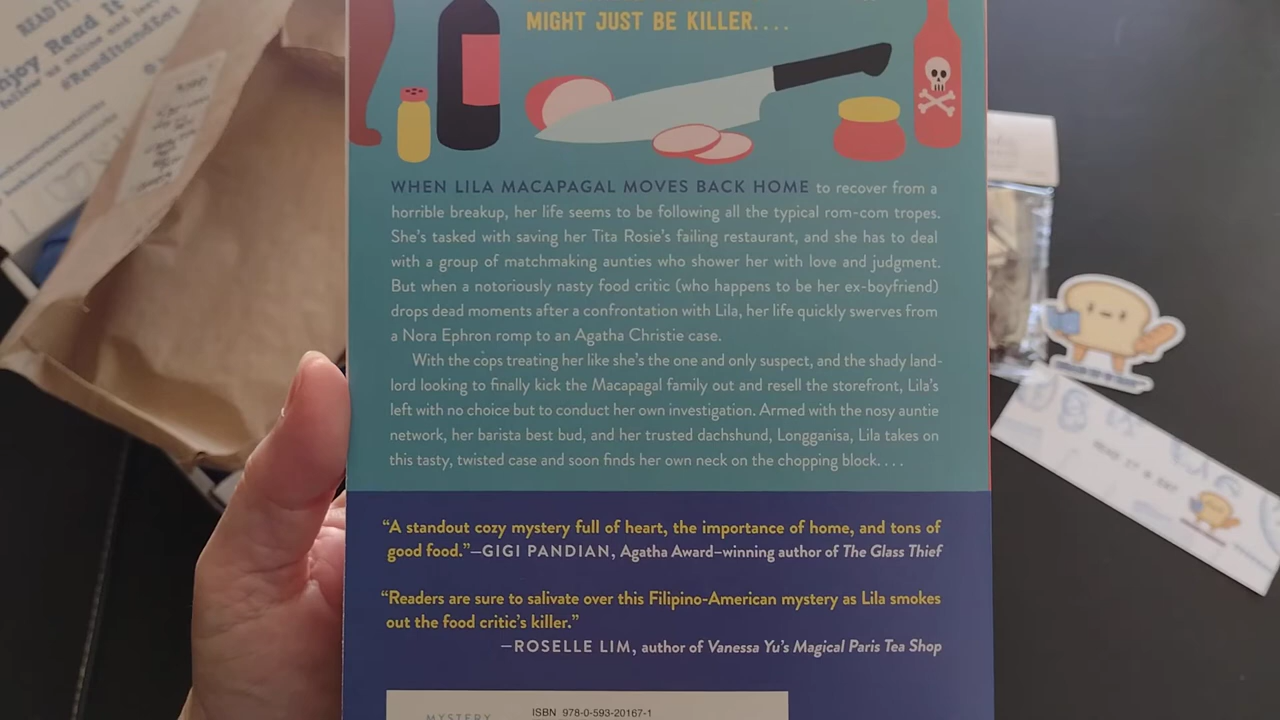 READ IT
Enjoy Read It
follow us online and
@ReadItandEat
MIGHT JUST BE KILLER....
WHEN LILA MACAPAGAL MOVES BACK HOME to recover from a
horrible breakup, her life seems to be following all the typical rom-com tropes.
She's tasked with saving her Tita Rosie's failing restaurant, and she has to deal
with a group of matchmaking aunties who shower her with love and judgment.
But when a notoriously nasty food critic (who happens to be her ex-boyfriend)
drops dead moments after a confrontation with Lila, her life quickly swerves from
a Nora Ephron romp to an Agatha Christie case.
With the cops treating her like she's the one and only suspect, and the shady land-
lord looking to finally kick the Macapagal family out and resell the storefront, Lila's
left with no choice but to conduct her own investigation. Armed with the nosy auntie
network, her barista best bud, and her trusted dachshund, Longganisa, Lila takes on
this tasty, twisted case and soon finds her own neck on the chopping block....
“A standout cozy mystery full of heart, the importance of home, and tons of
good food.”—GIGI PANDIAN, Agatha Award–winning author of The Glass Thief
“Readers are sure to salivate over this Filipino-American mystery as Lila smokes
out the food critic's killer.”
—ROSELLE LIM, author of Vanessa Yu's Magical Paris Tea Shop
MYSTERY
ISBN 978-0-593-20167-1
READ IT & EAT